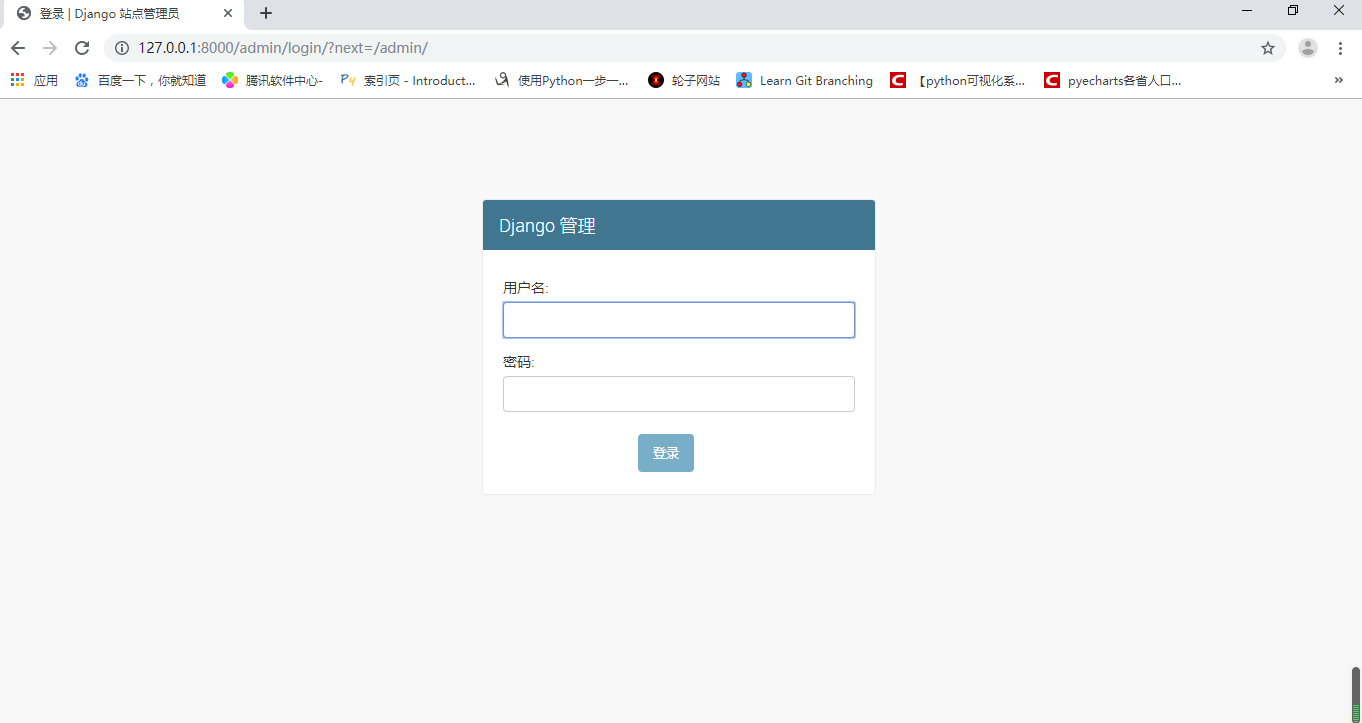 登录 | Django 站点管理员
127.0.0.1:8000/admin/login/?next=/admin/
应用 百度一下，你就知道 腾讯软件中心- 索引页 - Introduct... 使用Python一步一... 轮子网站 Learn Git Branching 【python可视化系... pyecharts各省人口... »
Django 管理
用户名:
密码:
登录